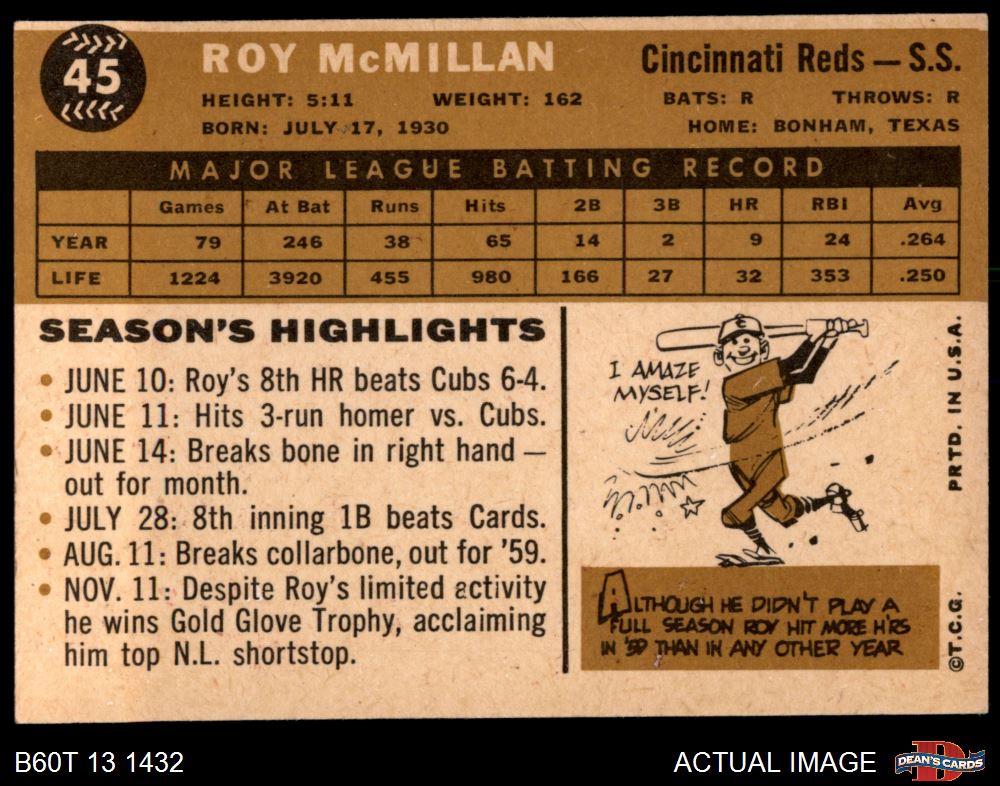 45
ROY McMILLAN
Cincinnati Reds — S.S.
HEIGHT: 5:11 WEIGHT: 162 BATS: R THROWS: R
BORN: JULY 17, 1930 HOME: BONHAM, TEXAS
MAJOR LEAGUE BATTING RECORD
Games At Bat Runs Hits 2B 3B HR RBI Avg
YEAR 79 246 38 65 14 2 9 24 .264
LIFE 1224 3920 455 980 166 27 32 353 .250
SEASON'S HIGHLIGHTS
• JUNE 10: Roy's 8th HR beats Cubs 6-4.
• JUNE 11: Hits 3-run homer vs. Cubs.
• JUNE 14: Breaks bone in right hand —
out for month.
• JULY 28: 8th inning 1B beats Cards.
• AUG. 11: Breaks collarbone, out for '59.
• NOV. 11: Despite Roy's limited activity
he wins Gold Glove Trophy, acclaiming
him top N.L. shortstop.
I AMAZE
MYSELF!
C
ALTHOUGH HE DIDN'T PLAY A
FULL SEASON ROY HIT MORE H'RS
IN '59 THAN IN ANY OTHER YEAR
PRTD. IN U.S.A.
©T.C.G.
B60T 13 1432
ACTUAL IMAGE
D
DEAN'S CARDS